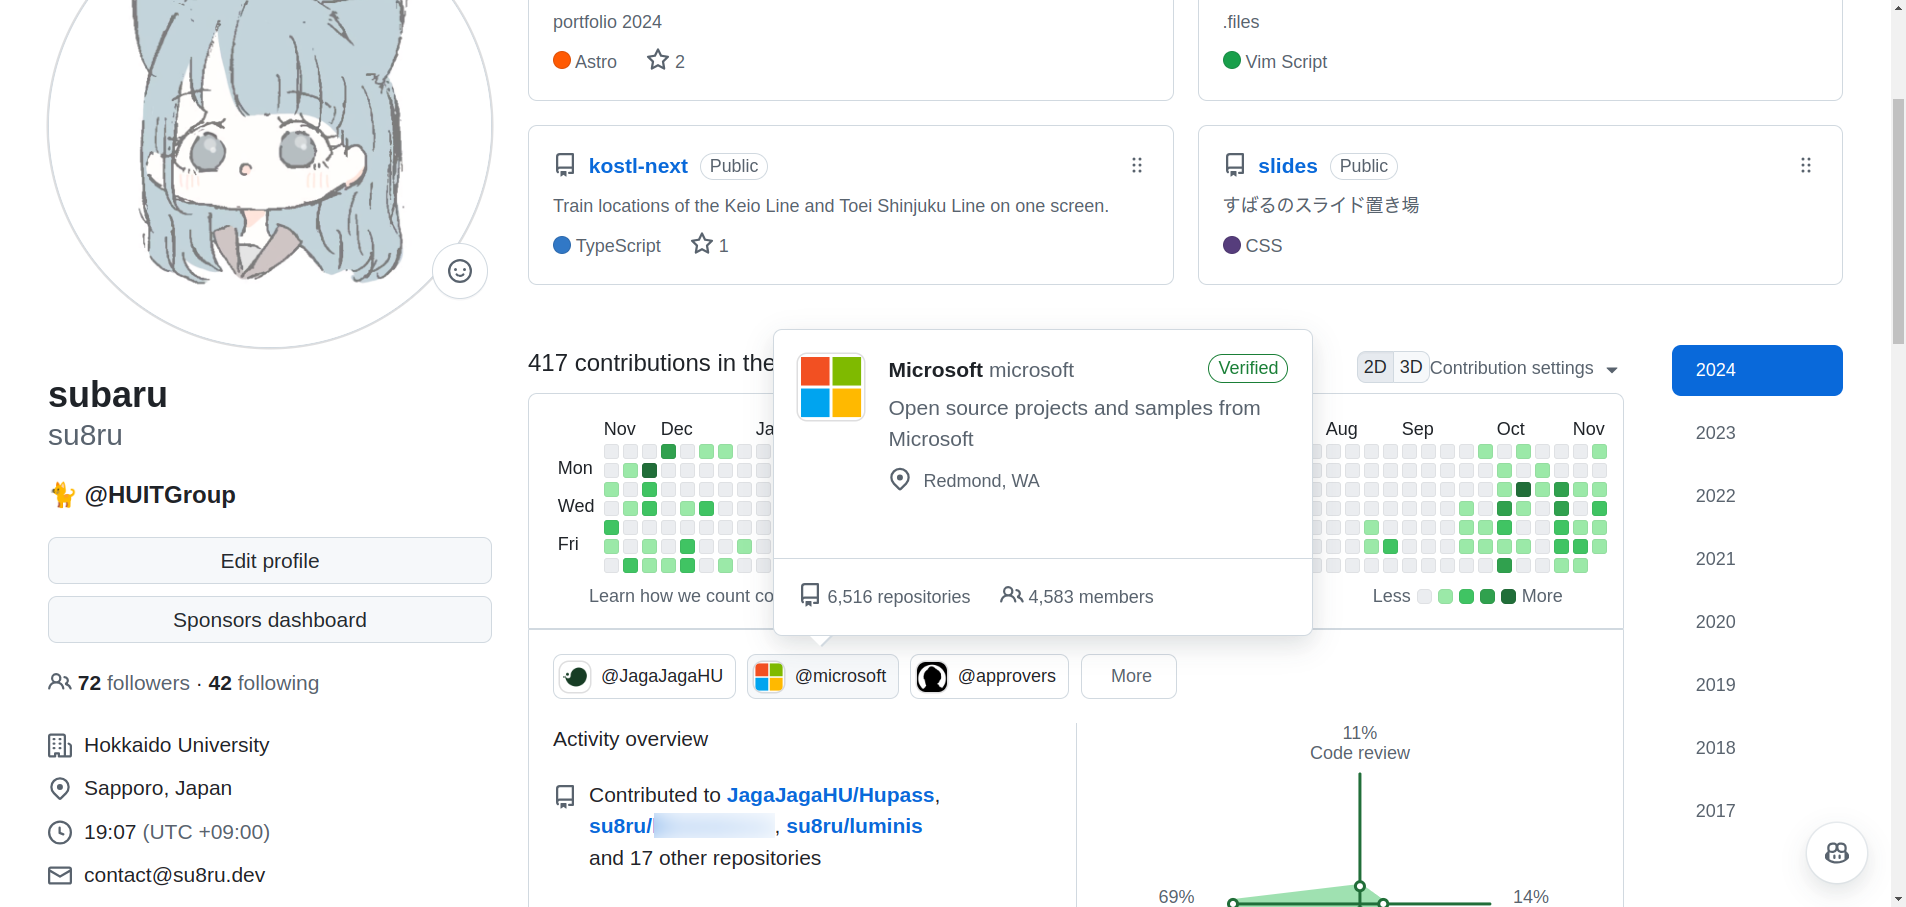 portfolio 2024
Astro 2
.files
Vim Script
kostl-next Public
Train locations of the Keio Line and Toei Shinjuku Line on one screen.
TypeScript 1
slides Public
すばるのスライド置き場
CSS
subaru
su8ru
@HUITGroup
Edit profile
Sponsors dashboard
72 followers · 42 following
Hokkaido University
Sapporo, Japan
19:07 (UTC +09:00)
contact@su8ru.dev
417 contributions in the
2D 3D Contribution settings
Nov Dec Ja
Aug Sep Oct Nov
Mon
Wed
Fri
Learn how we count co
Less More
Microsoft microsoft Verified
Open source projects and samples from
Microsoft
Redmond, WA
6,516 repositories 4,583 members
@JagaJagaHU @microsoft @approvers More
Activity overview
Contributed to JagaJagaHU/Hupass,
su8ru/ , su8ru/luminis
and 17 other repositories
11%
Code review
69% 14%
2024
2023
2022
2021
2020
2019
2018
2017